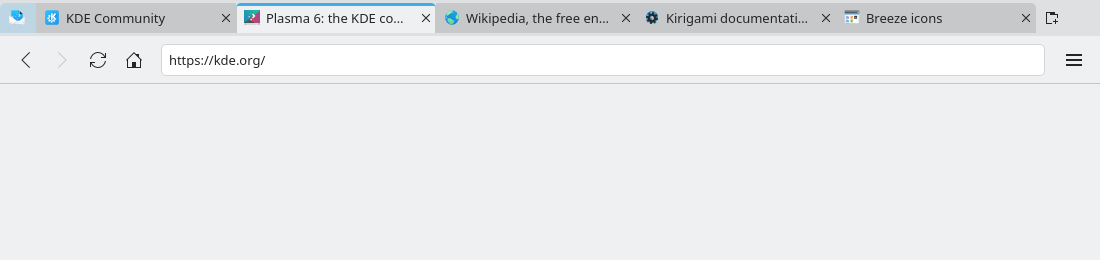 KDE Community
Plasma 6: the KDE co...
Wikipedia, the free en...
Kirigami documentati...
Breeze icons
https://kde.org/